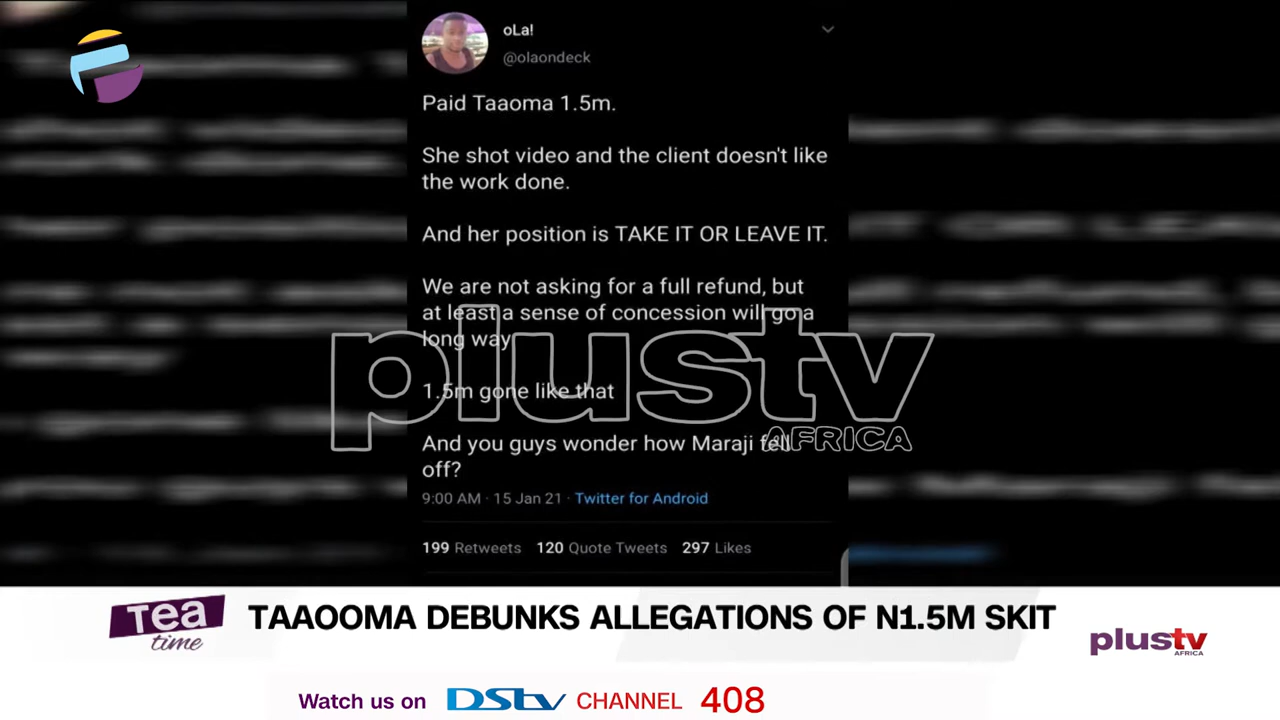 oLa!
@olaondeck
Paid Taaoma 1.5m.
She shot video and the client doesn't like
the work done.
And her position is TAKE IT OR LEAVE IT.
We are not asking for a full refund, but
at least a sense of concession will go a
long way
1.5m gone like that
And you guys wonder how Maraji fell
off?
9:00 AM · 15 Jan 21 · Twitter for Android
199 Retweets 120 Quote Tweets 297 Likes
plustv
AFRICA
Tea
time
TAAOOMA DEBUNKS ALLEGATIONS OF N1.5M SKIT
plustv
AFRICA
Watch us on DStv CHANNEL 408